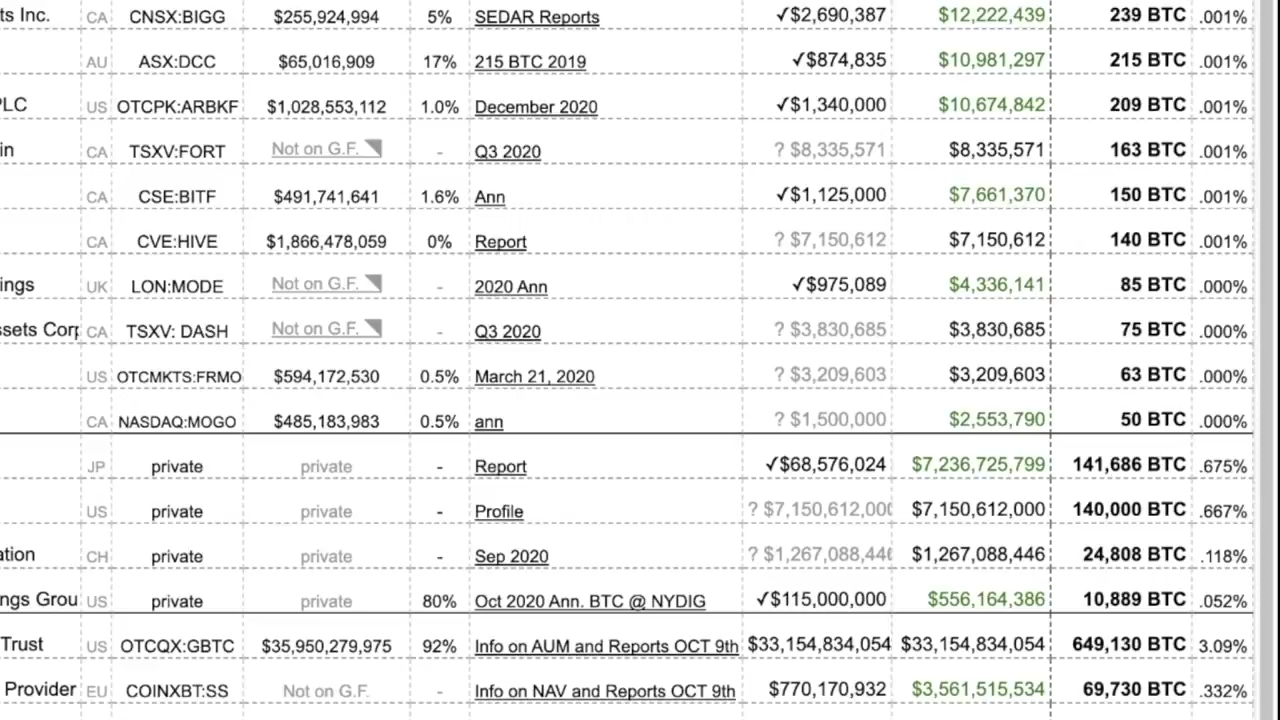 ts Inc. CA CNSX:BIGG $255,924,994 5% SEDAR Reports ✓$2,690,387 $12,222,439 239 BTC .001%
AU ASX:DCC $65,016,909 17% 215 BTC 2019 ✓$874,835 $10,981,297 215 BTC .001%
PLC US OTCPK:ARBKF $1,028,553,112 1.0% December 2020 ✓$1,340,000 $10,674,842 209 BTC .001%
in CA TSXV:FORT Not on G.F. - Q3 2020 ? $8,335,571 $8,335,571 163 BTC .001%
CA CSE:BITF $491,741,641 1.6% Ann ✓$1,125,000 $7,661,370 150 BTC .001%
CA CVE:HIVE $1,866,478,059 0% Report ? $7,150,612 $7,150,612 140 BTC .001%
ings UK LON:MODE Not on G.F. - 2020 Ann ✓$975,089 $4,336,141 85 BTC .000%
ssets Corp CA TSXV: DASH Not on G.F. - Q3 2020 ? $3,830,685 $3,830,685 75 BTC .000%
US OTCMKTS:FRMO $594,172,530 0.5% March 21, 2020 ? $3,209,603 $3,209,603 63 BTC .000%
CA NASDAQ:MOGO $485,183,983 0.5% ann ? $1,500,000 $2,553,790 50 BTC .000%
JP private private - Report ✓$68,576,024 $7,236,725,799 141,686 BTC .675%
US private private - Profile ? $7,150,612,000 $7,150,612,000 140,000 BTC .667%
ation CH private private - Sep 2020 ? $1,267,088,446 $1,267,088,446 24,808 BTC .118%
ngs Grou US private private 80% Oct 2020 Ann. BTC @ NYDIG ✓$115,000,000 $556,164,386 10,889 BTC .052%
Trust US OTCQX:GBTC $35,950,279,975 92% Info on AUM and Reports OCT 9th $33,154,834,054 $33,154,834,054 649,130 BTC 3.09%
Provider EU COINXBT:SS Not on G.F. - Info on NAV and Reports OCT 9th $770,170,932 $3,561,515,534 69,730 BTC .332%